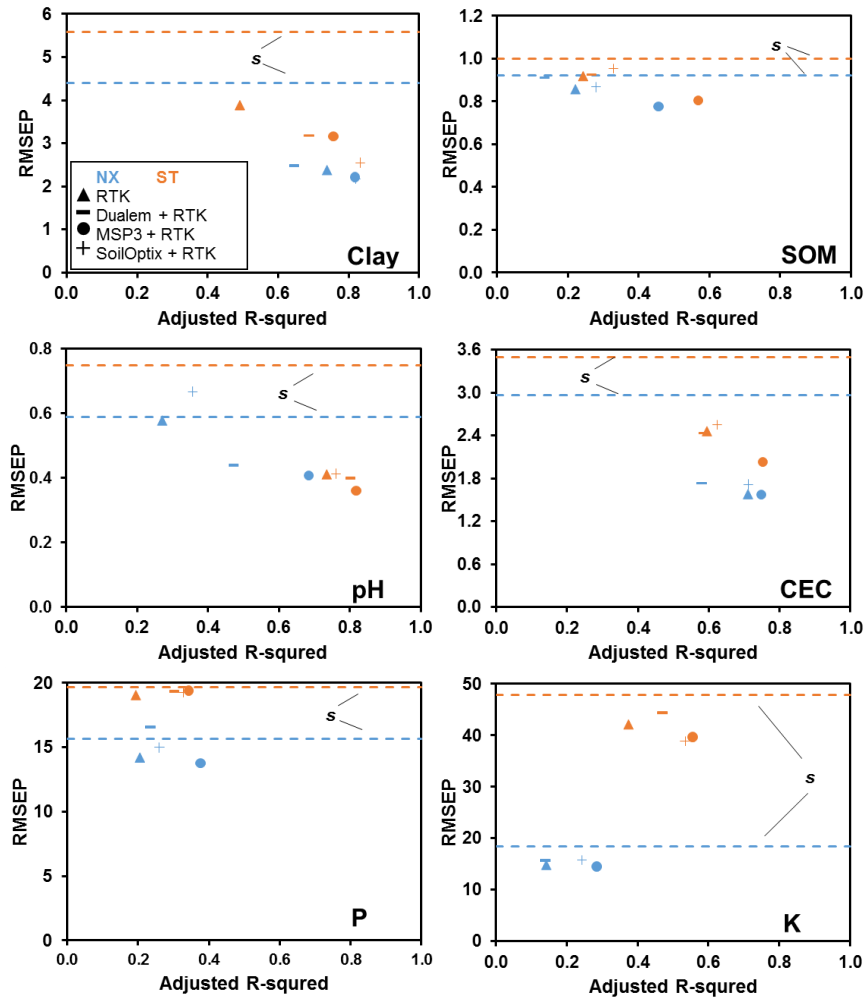 6
5
4
3
2
1
0
RMSEP
s
NX ST
RTK
Dualem + RTK
MSP3 + RTK
SoilOptix + RTK
Clay
0.0 0.2 0.4 0.6 0.8 1.0
Adjusted R-squred
1.2
1.0
0.8
0.6
0.4
0.2
0.0
RMSEP
s
SOM
0.0 0.2 0.4 0.6 0.8 1.0
Adjusted R-squred
0.8
0.6
0.4
0.2
0.0
RMSEP
s
pH
0.0 0.2 0.4 0.6 0.8 1.0
Adjusted R-squred
3.6
3.0
2.4
1.8
1.2
0.6
0.0
RMSEP
s
CEC
0.0 0.2 0.4 0.6 0.8 1.0
Adjusted R-squred
20
15
10
5
0
RMSEP
s
P
0.0 0.2 0.4 0.6 0.8 1.0
Adjusted R-squred
50
40
30
20
10
0
RMSEP
s
K
0.0 0.2 0.4 0.6 0.8 1.0
Adjusted R-squred